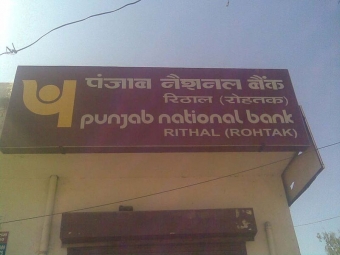 पंजाब नैशनल बैंक
रिठाल (रोहतक)
punjab national bank
RITHAL (ROHTAK)